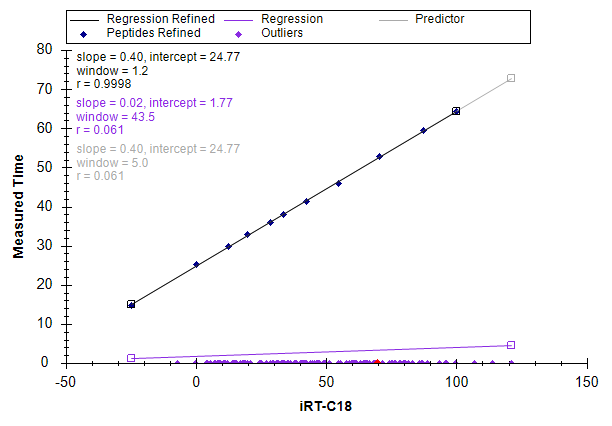 Regression Refined Regression Predictor
Peptides Refined Outliers
slope = 0.40, intercept = 24.77
window = 1.2
r = 0.9998
slope = 0.02, intercept = 1.77
window = 43.5
r = 0.061
slope = 0.40, intercept = 24.77
window = 5.0
r = 0.061
80
70
60
50
40
30
20
10
0
Measured Time
-50 0 50 100 150
iRT-C18